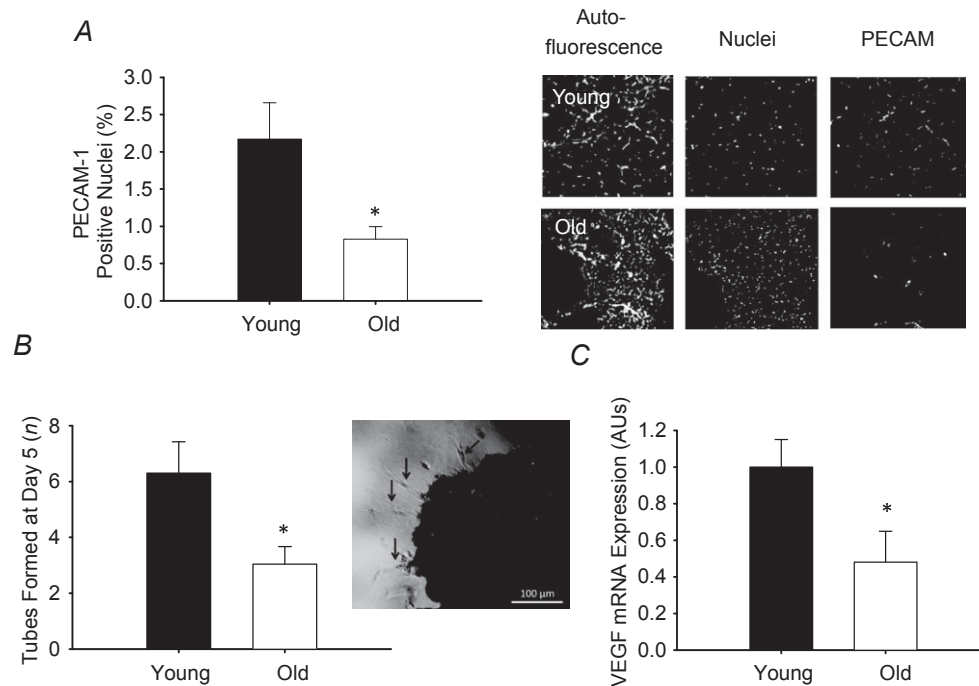 A
PECAM-1
Positive Nuclei (%)
3.0
2.5
2.0
1.5
1.0
0.5
0.0
*
Young
Old
Auto-
fluorescence
Nuclei
PECAM
Young
Old
B
Tubes Formed at Day 5 (n)
8
6
4
2
0
*
Young
Old
100 µm
C
VEGF mRNA Expression (AUs)
1.2
1.0
0.8
0.6
0.4
0.2
0.0
*
Young
Old